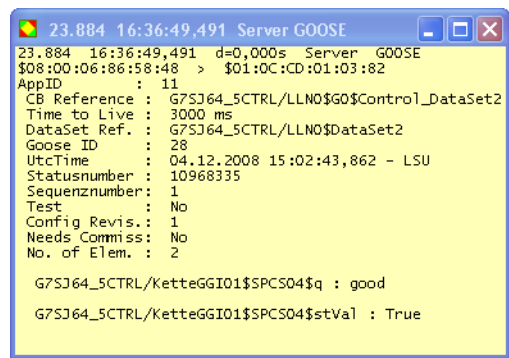 23.884 16:36:49,491 Server GOOSE
23.884 16:36:49,491 d=0,000s Server GOOSE
$08:00:06:86:58:48 > $01:0C:CD:01:03:82
AppID : 11
CB Reference : G7SJ64_5CTRL/LLN0$GO$Control_DataSet2
Time to Live : 3000 ms
DataSet Ref. : G7SJ64_5CTRL/LLN0$DataSet2
Goose ID : 28
UtcTime : 04.12.2008 15:02:43,862 - LSU
Statusnumber : 10968335
Sequenznumber: 1
Test : No
Config Revis.: 1
Needs Commiss: No
No. of Elem. : 2
G7SJ64_5CTRL/KetteGGIO1$SPCSO4$q : good
G7SJ64_5CTRL/KetteGGIO1$SPCSO4$stVal : True